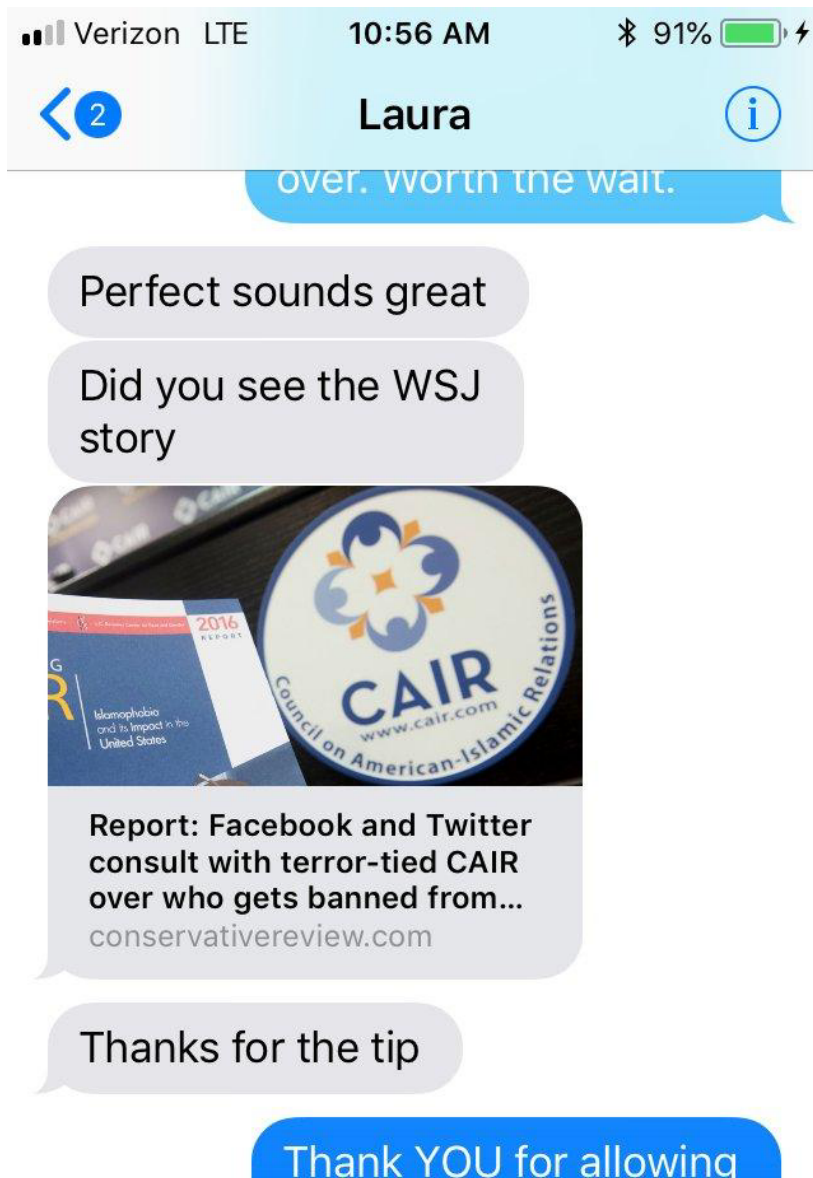 Verizon LTE 10:56 AM 91%
2 Laura i
over. Worth the wait.
Perfect sounds great
Did you see the WSJ
story
CAIR
2016
REPORT
G
R
Islamophobia
and its Impact in the
United States
CAIR
www.cair.com
Council on American-Islamic Relations
Report: Facebook and Twitter
consult with terror-tied CAIR
over who gets banned from...
conservativereview.com
Thanks for the tip
Thank YOU for allowing